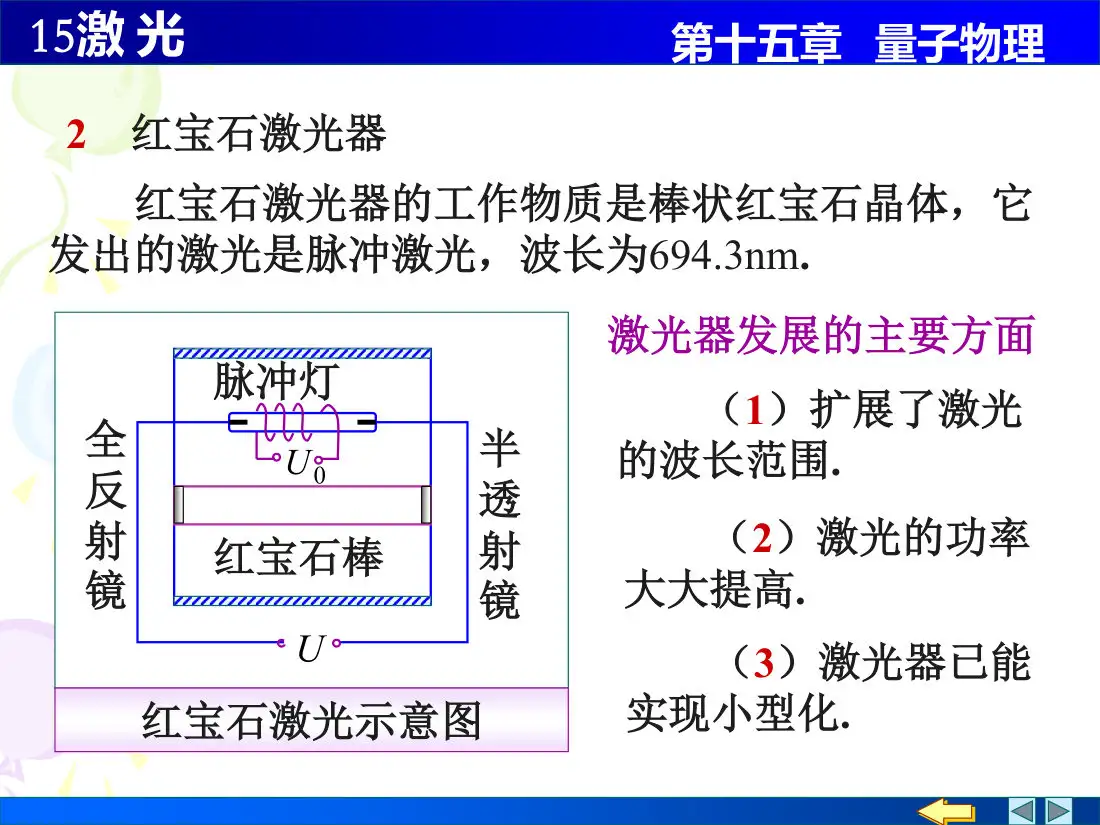 15激 光
第十五章 量子物理
2 红宝石激光器
红宝石激光器的工作物质是棒状红宝石晶体，它
发出的激光是脉冲激光，波长为694.3nm.
脉冲灯
全反射镜
U0
半透射镜
红宝石棒
U
红宝石激光示意图
激光器发展的主要方面
（1）扩展了激光
的波长范围.
（2）激光的功率
大大提高.
（3）激光器已能
实现小型化.